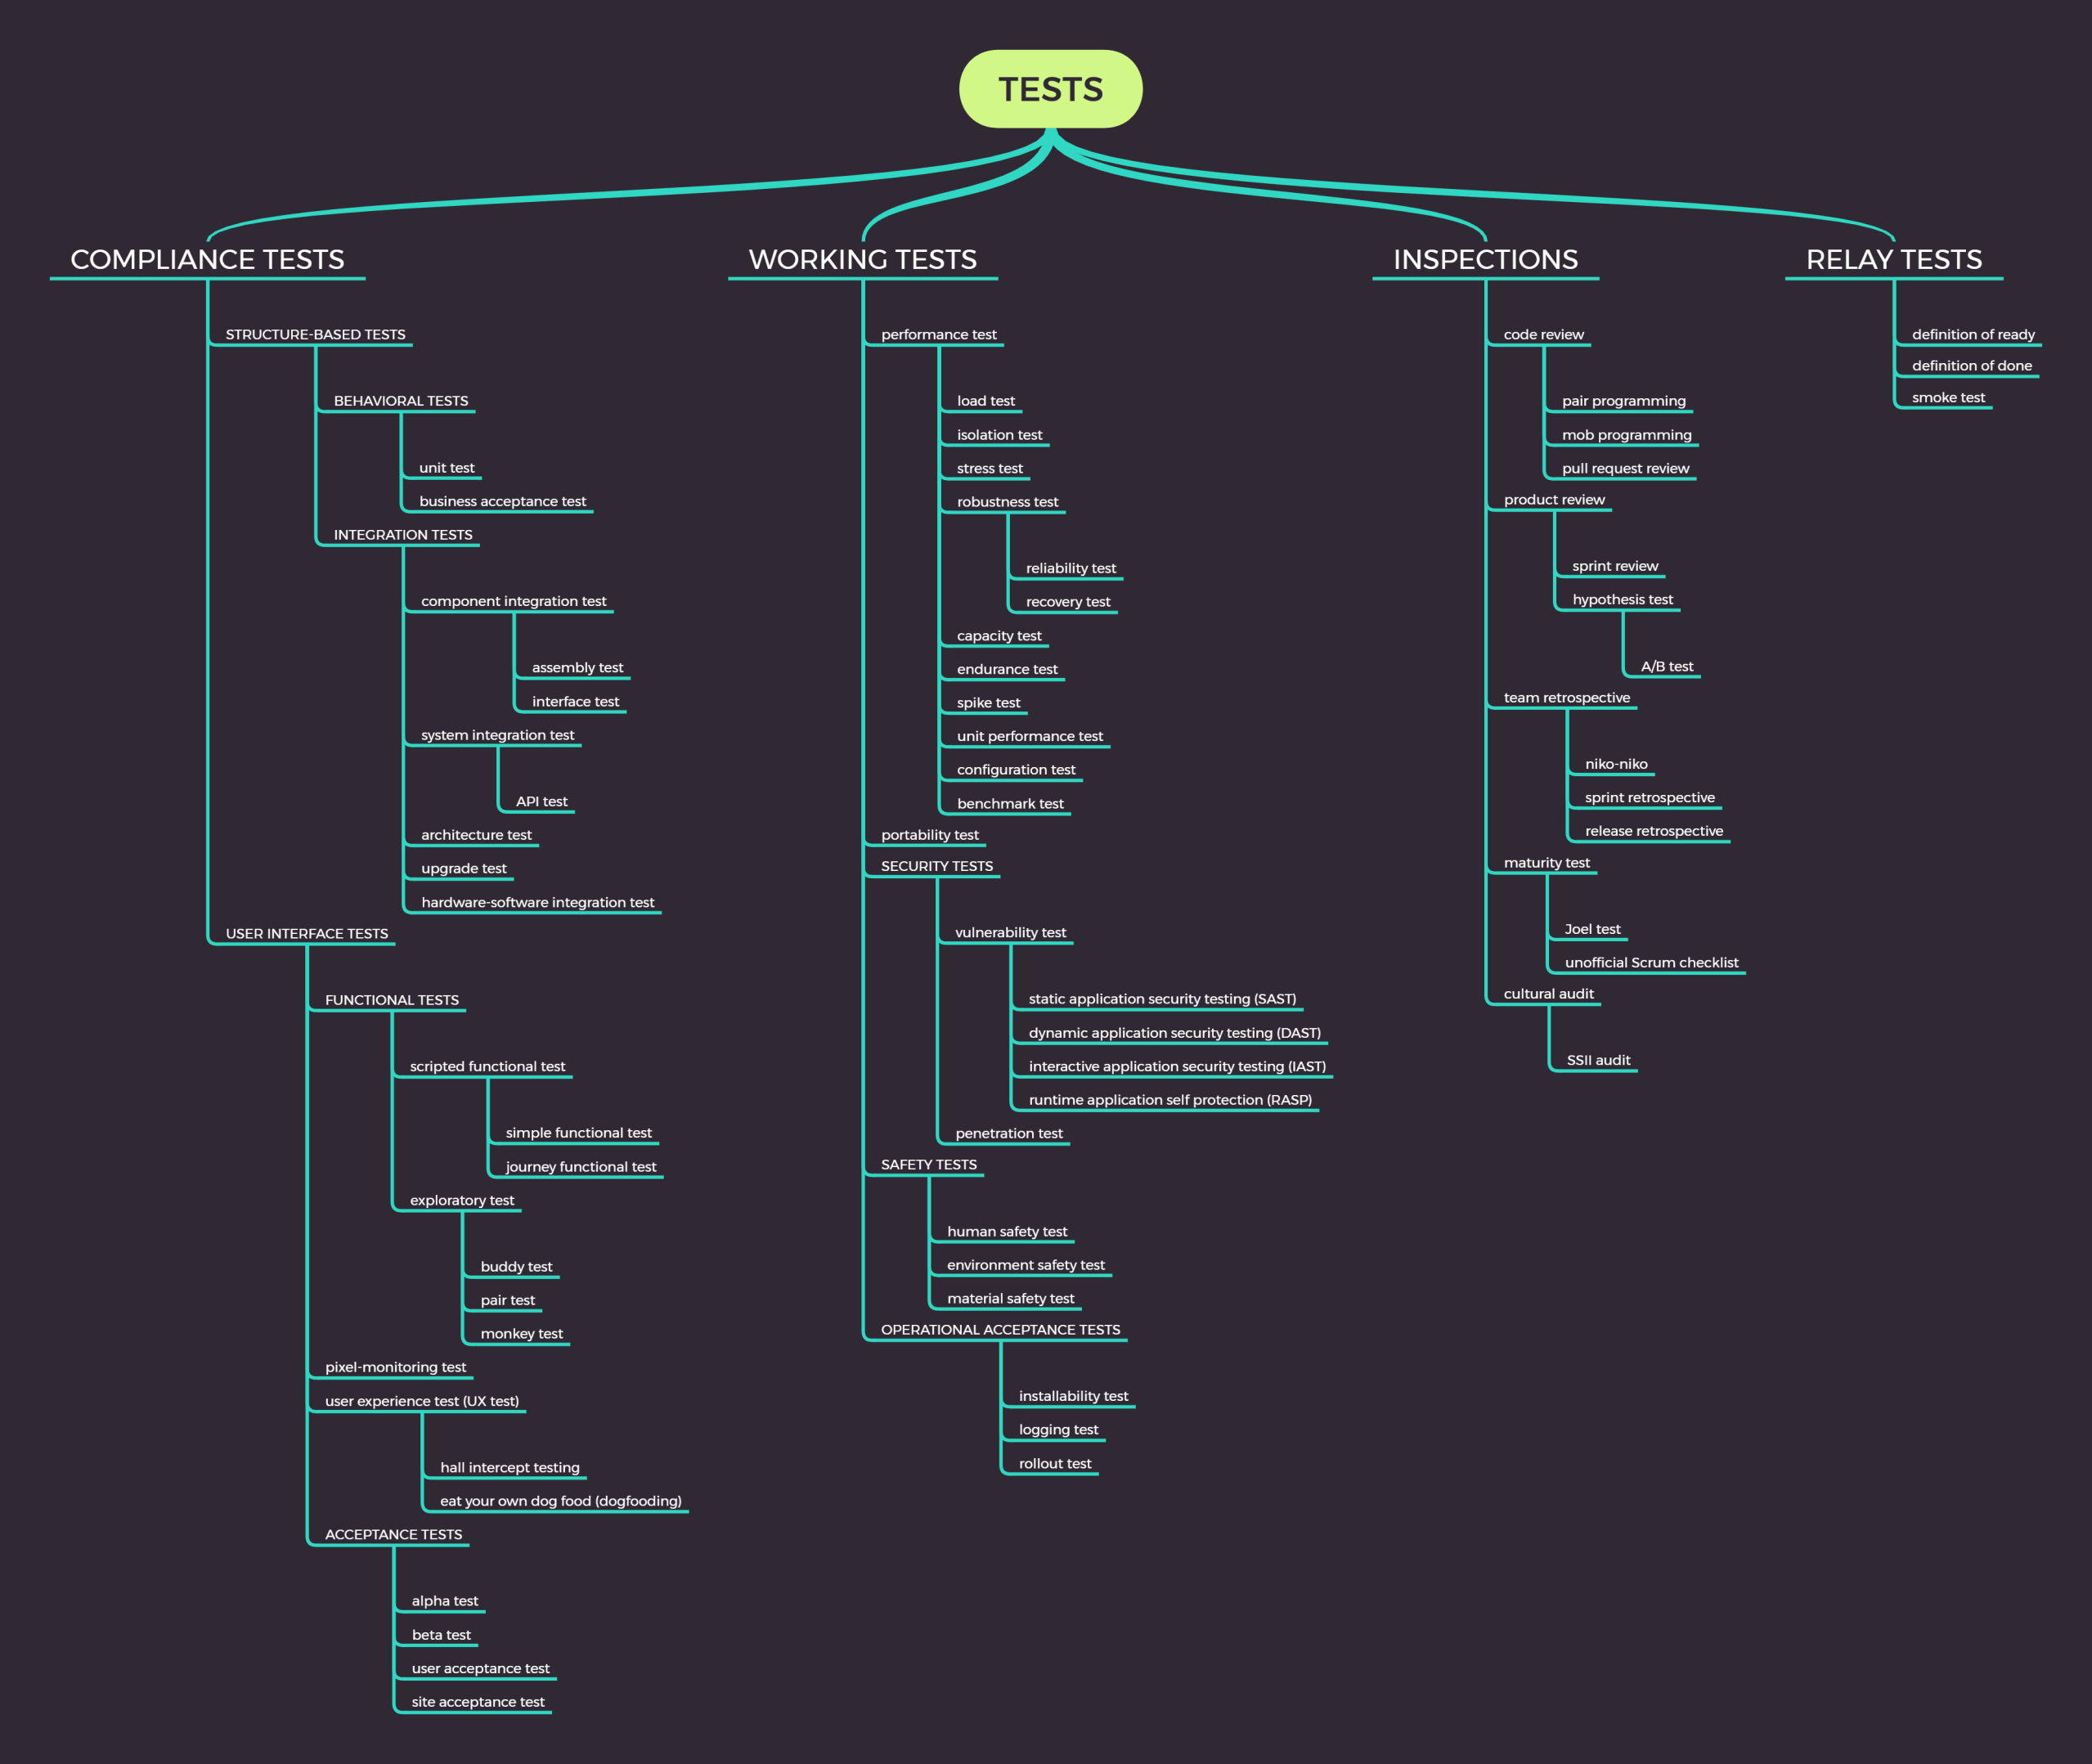 TESTS
COMPLIANCE TESTS
STRUCTURE-BASED TESTS
BEHAVIORAL TESTS
unit test
business acceptance test
INTEGRATION TESTS
component integration test
assembly test
interface test
system integration test
API test
architecture test
upgrade test
hardware-software integration test
USER INTERFACE TESTS
FUNCTIONAL TESTS
scripted functional test
simple functional test
journey functional test
exploratory test
buddy test
pair test
monkey test
pixel-monitoring test
user experience test (UX test)
hall intercept testing
eat your own dog food (dogfooding)
ACCEPTANCE TESTS
alpha test
beta test
user acceptance test
site acceptance test
WORKING TESTS
performance test
load test
isolation test
stress test
robustness test
reliability test
recovery test
capacity test
endurance test
spike test
unit performance test
configuration test
benchmark test
portability test
SECURITY TESTS
vulnerability test
static application security testing (SAST)
dynamic application security testing (DAST)
interactive application security testing (IAST)
runtime application self protection (RASP)
penetration test
SAFETY TESTS
human safety test
environment safety test
material safety test
OPERATIONAL ACCEPTANCE TESTS
installability test
logging test
rollout test
INSPECTIONS
code review
pair programming
mob programming
pull request review
product review
sprint review
hypothesis test
A/B test
team retrospective
niko-niko
sprint retrospective
release retrospective
maturity test
Joel test
unofficial Scrum checklist
cultural audit
SSII audit
RELAY TESTS
definition of ready
definition of done
smoke test